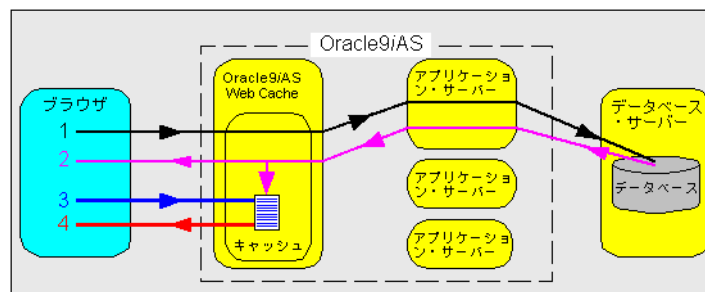 Oracle9iAS
ブラウザ
1
2
3
4
Oracle9iAS
Web Cache
キャッシュ
アプリケーショ
ン・サーバー
アプリケーショ
ン・サーバー
アプリケーショ
ン・サーバー
データベース
・サーバー
データベース